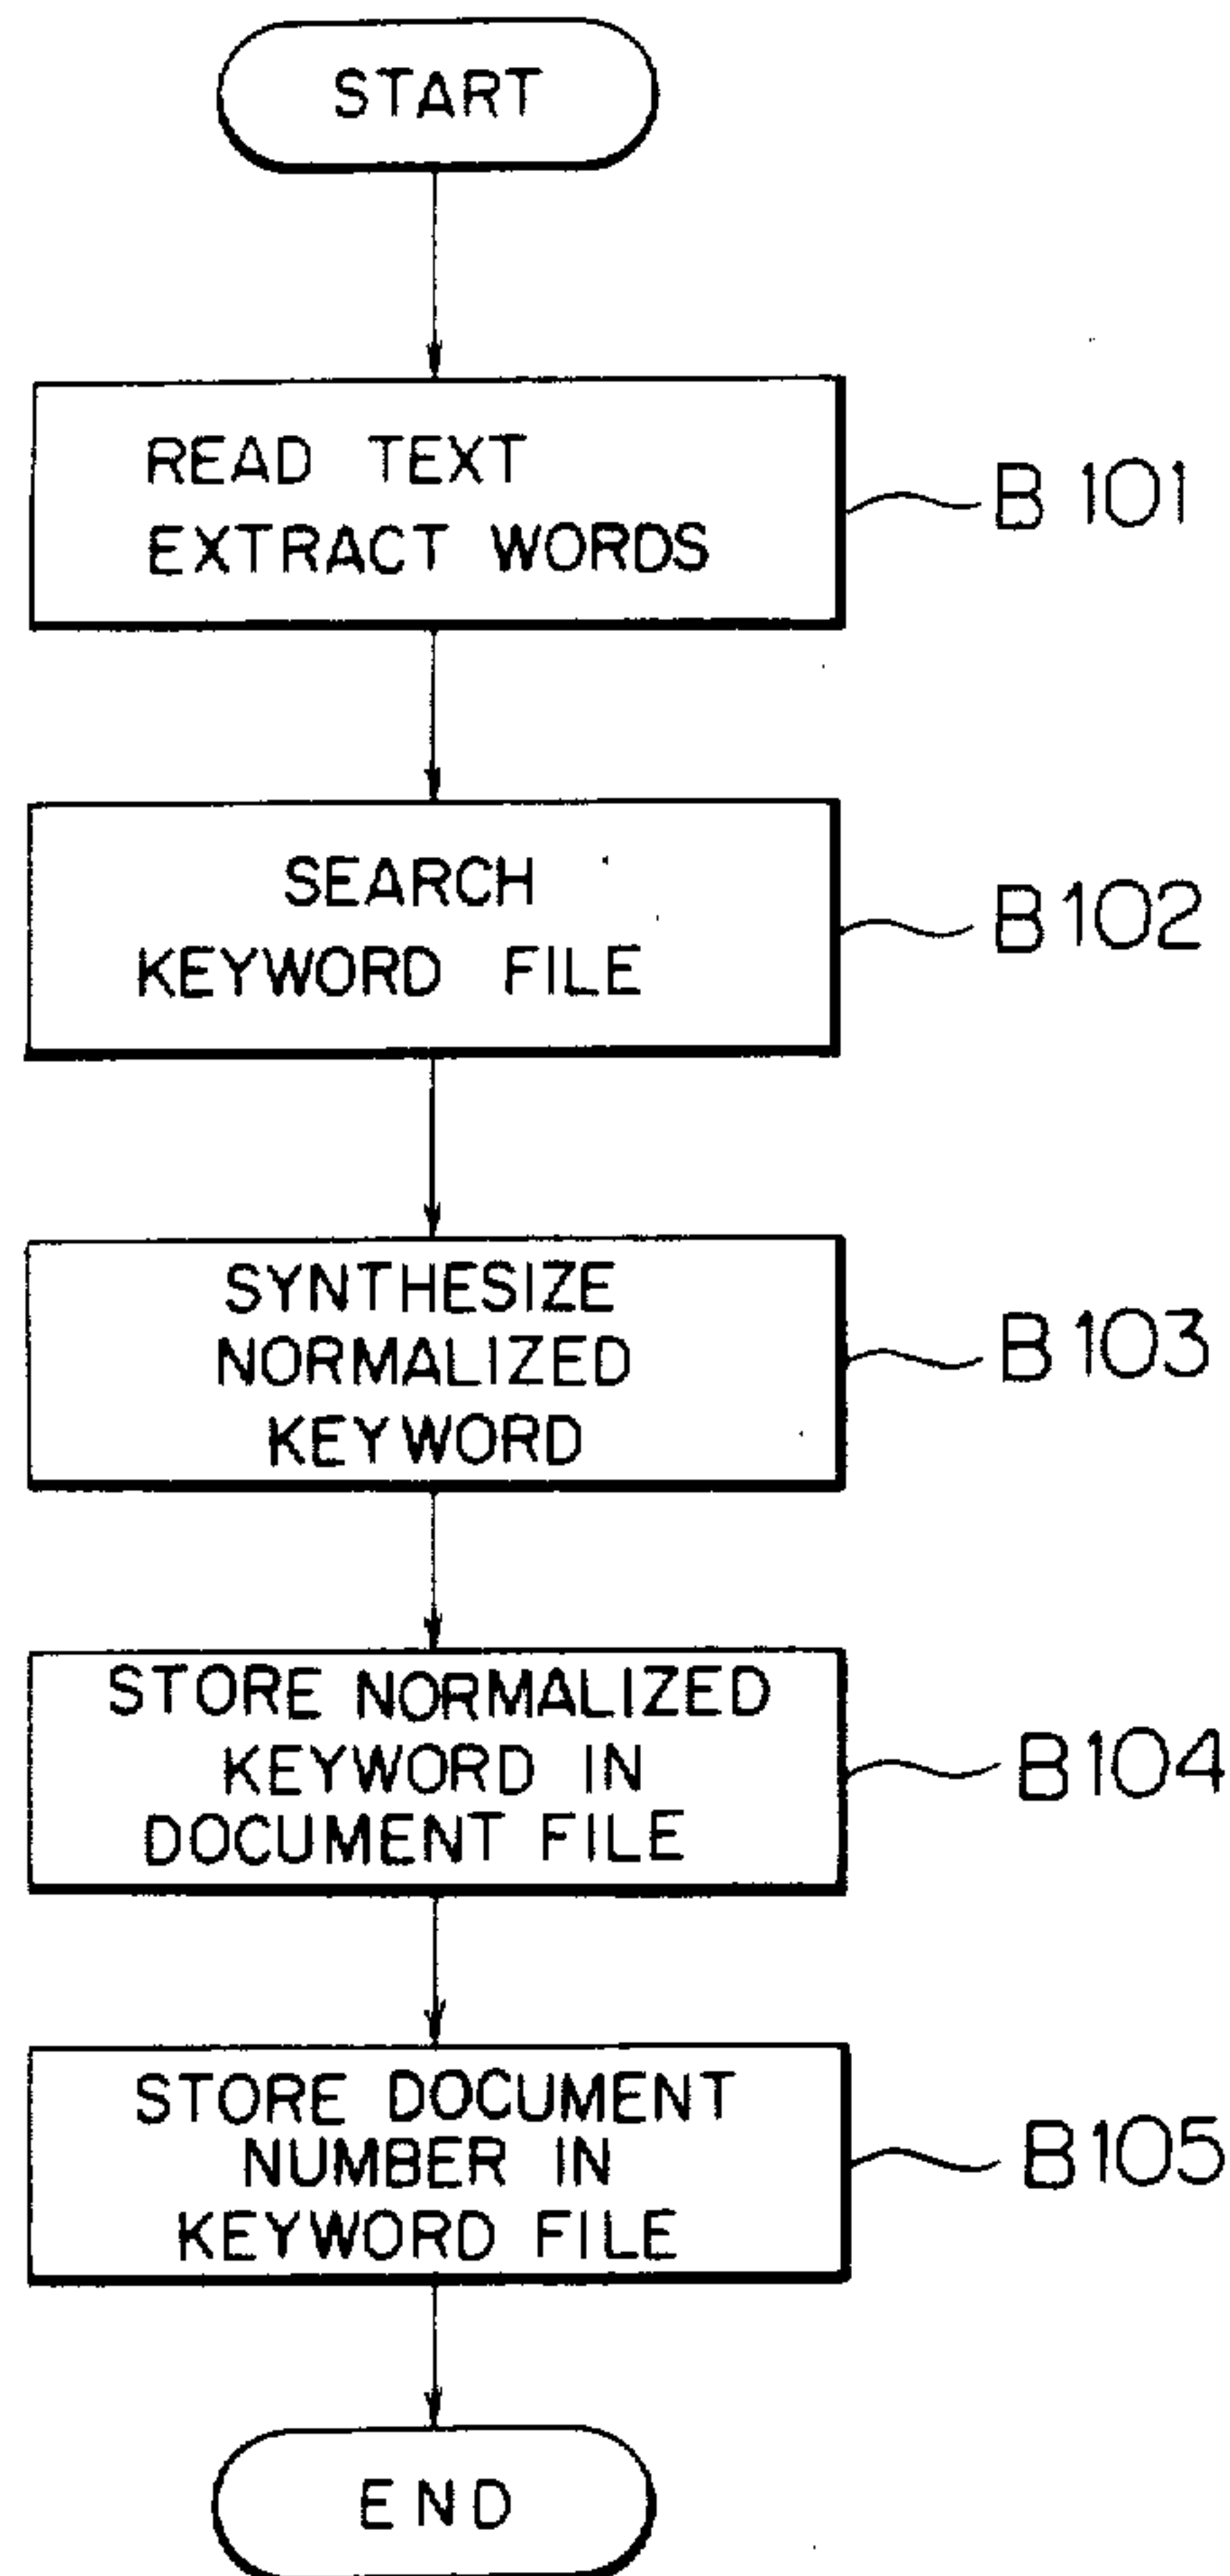 START
READ TEXT
EXTRACT WORDS
B101
SEARCH
KEYWORD FILE
B102
SYNTHESIZE
NORMALIZED
KEYWORD
B103
STORE NORMALIZED
KEYWORD IN
DOCUMENT FILE
B104
STORE DOCUMENT
NUMBER IN
KEYWORD FILE
B105
END